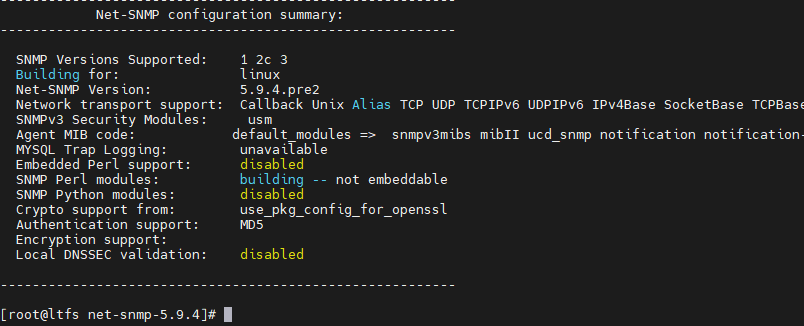 ---------------------------------------------------------
Net-SNMP configuration summary:
---------------------------------------------------------
SNMP Versions Supported:    1 2c 3
Building for:               linux
Net-SNMP Version:           5.9.4.pre2
Network transport support:  Callback Unix Alias TCP UDP TCPIPv6 UDPIPv6 IPv4Base SocketBase TCPBase
SNMPv3 Security Modules:     usm
Agent MIB code:            default_modules =>  snmpv3mibs mibII ucd_snmp notification notification-
MYSQL Trap Logging:         unavailable
Embedded Perl support:      disabled
SNMP Perl modules:          building -- not embeddable
SNMP Python modules:        disabled
Crypto support from:        use_pkg_config_for_openssl
Authentication support:     MD5
Encryption support:
Local DNSSEC validation:    disabled
---------------------------------------------------------
[root@ltfs net-snmp-5.9.4]#